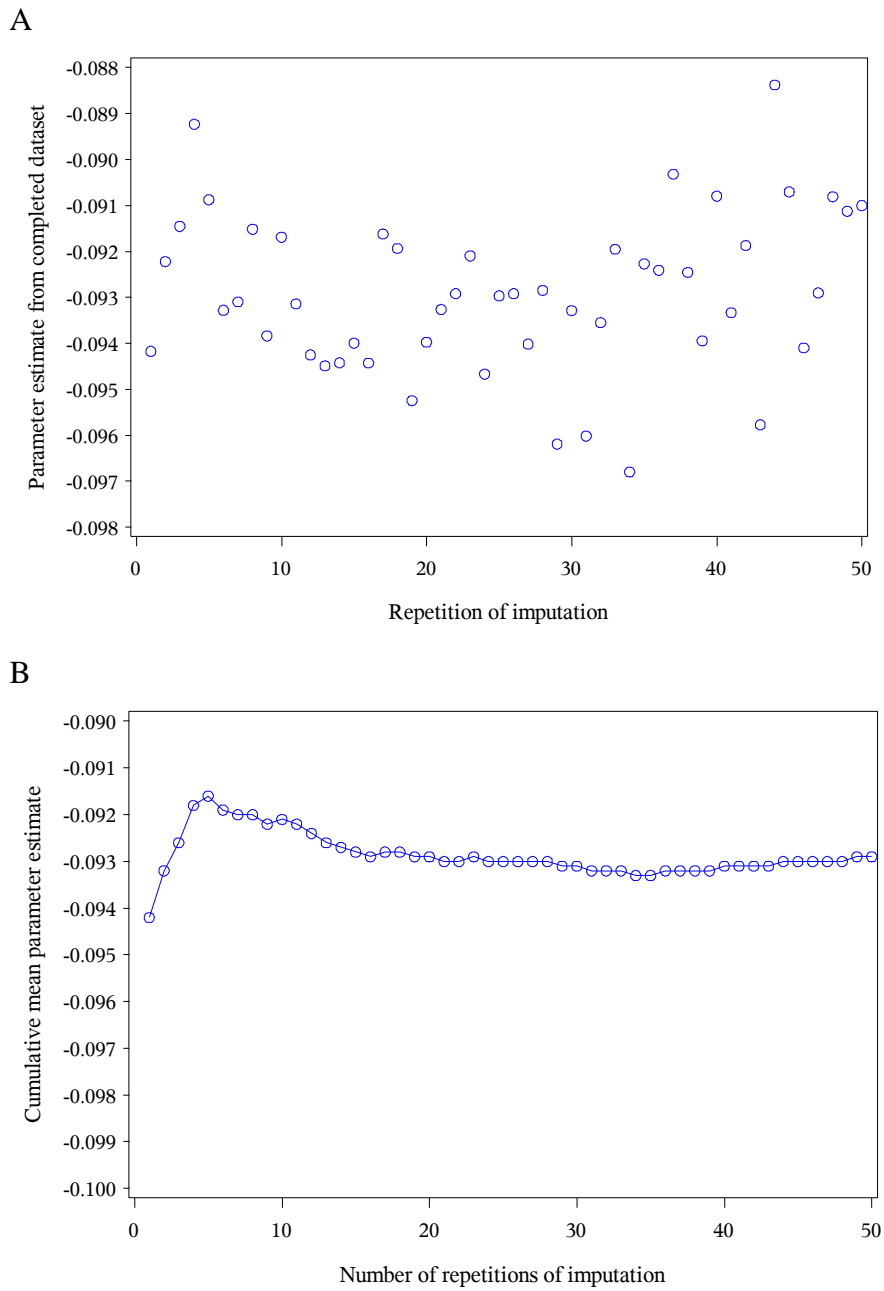 A
-0.088
-0.089
-0.090
-0.091
-0.092
-0.093
-0.094
-0.095
-0.096
-0.097
-0.098
Parameter estimate from completed dataset
0 10 20 30 40 50
Repetition of imputation
B
-0.090
-0.091
-0.092
-0.093
-0.094
-0.095
-0.096
-0.097
-0.098
-0.099
-0.100
Cumulative mean parameter estimate
0 10 20 30 40 50
Number of repetitions of imputation